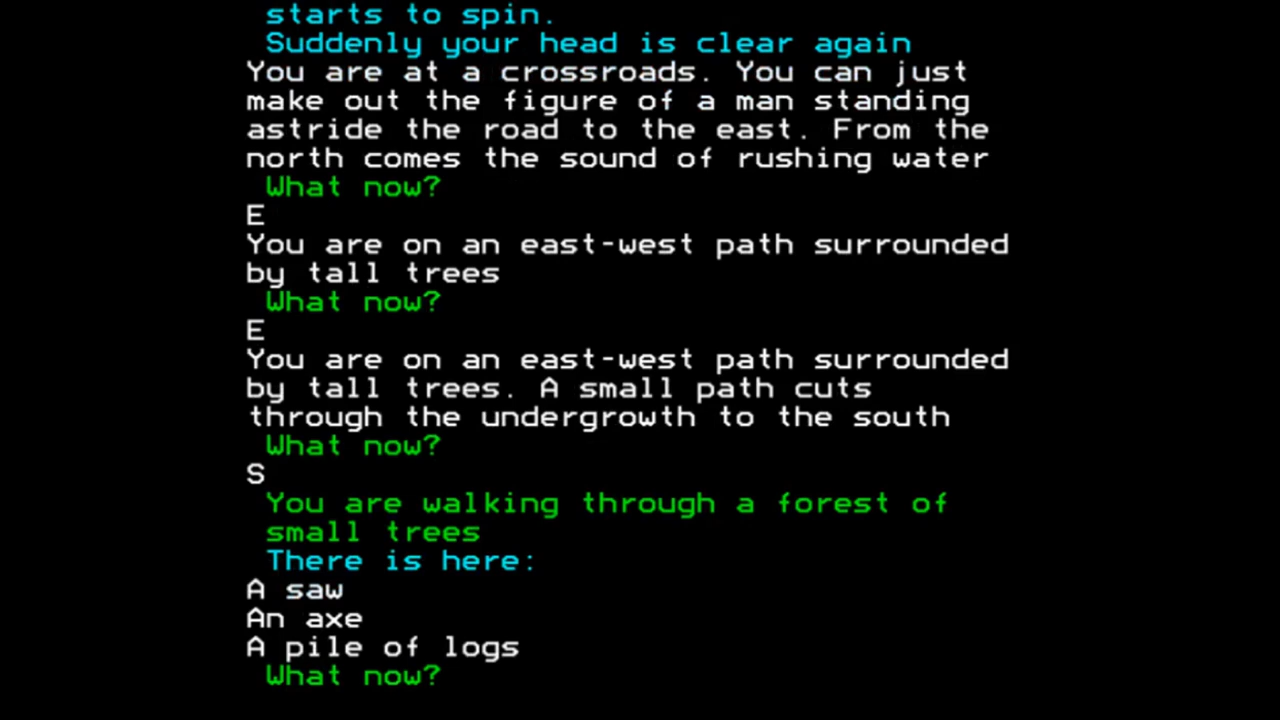 starts to spin.
Suddenly your head is clear again
You are at a crossroads. You can just
make out the figure of a man standing
astride the road to the east. From the
north comes the sound of rushing water
What now?
E
You are on an east-west path surrounded
by tall trees
What now?
E
You are on an east-west path surrounded
by tall trees. A small path cuts
through the undergrowth to the south
What now?
S
You are walking through a forest of
small trees
There is here:
A saw
An axe
A pile of logs
What now?